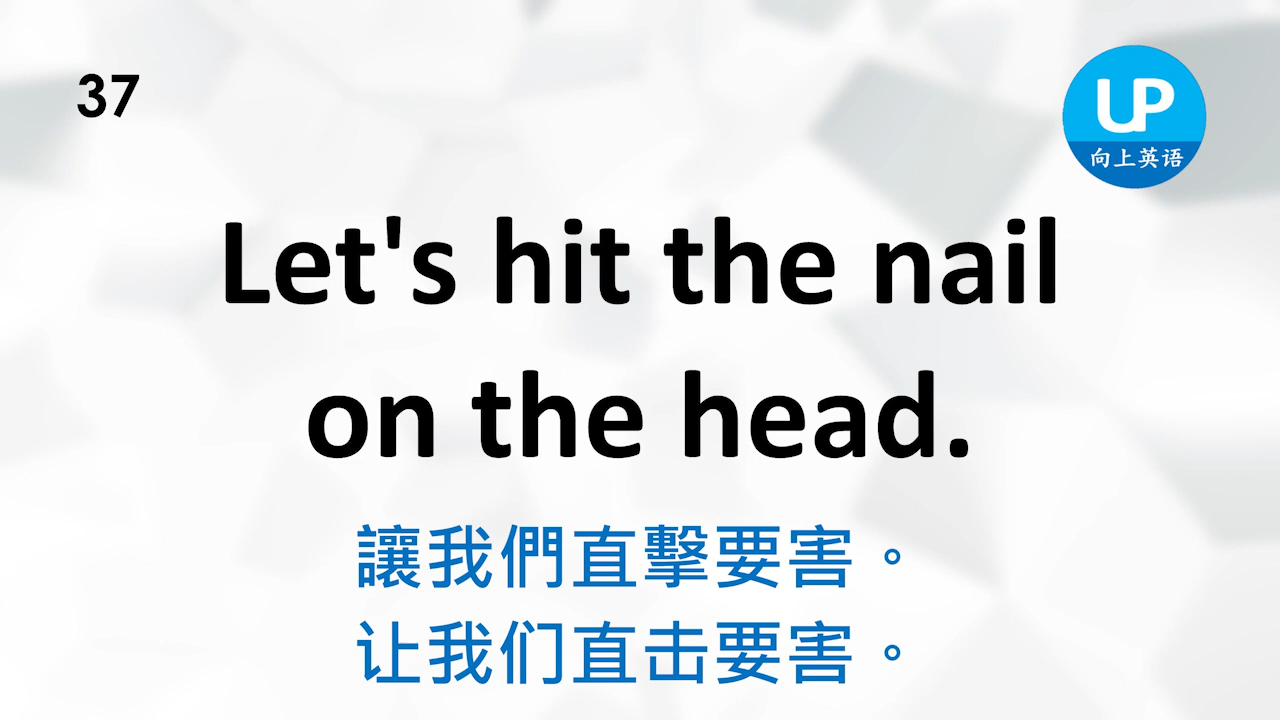 37
UP
向上英语
Let's hit the nail
on the head.
讓我們直擊要害。
让我们直击要害。